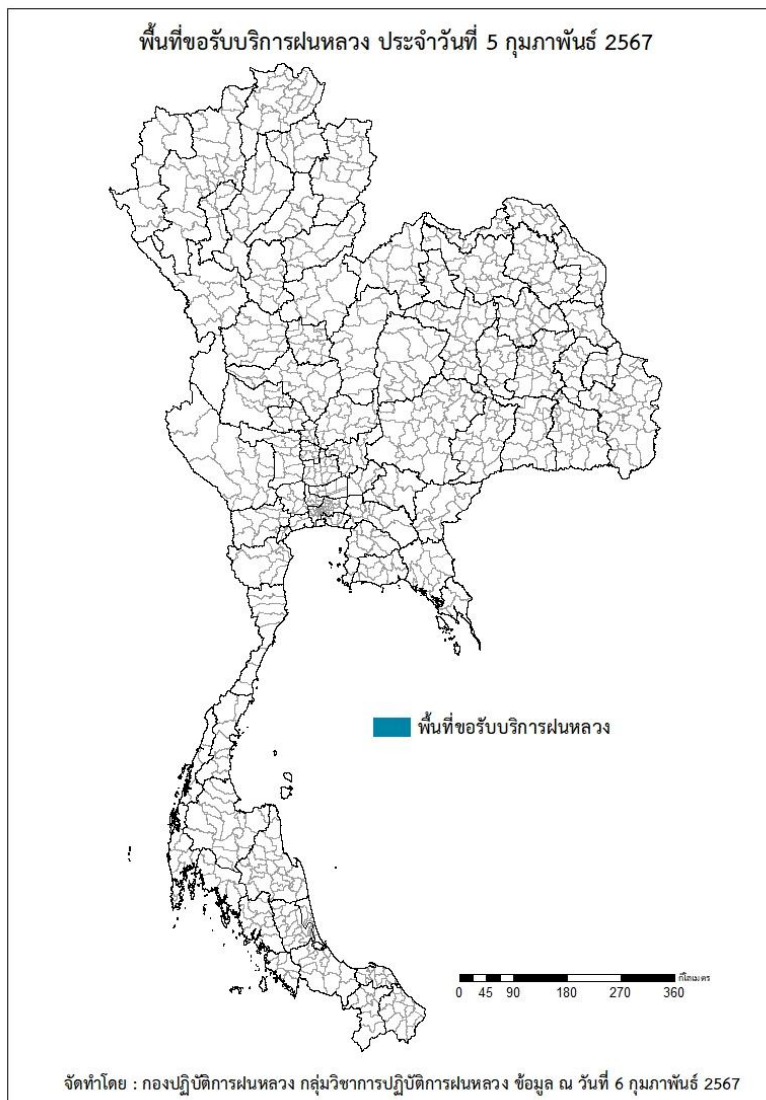 พื้นที่ขอรับบริการฝนหลวง ประจำวันที่ 5 กุมภาพันธ์ 2567
พื้นที่ขอรับบริการฝนหลวง
กิโลเมตร
0 45 90 180 270 360
จัดทำโดย : กองปฏิบัติการฝนหลวง กลุ่มวิชาการปฏิบัติการฝนหลวง ข้อมูล ณ วันที่ 6 กุมภาพันธ์ 2567